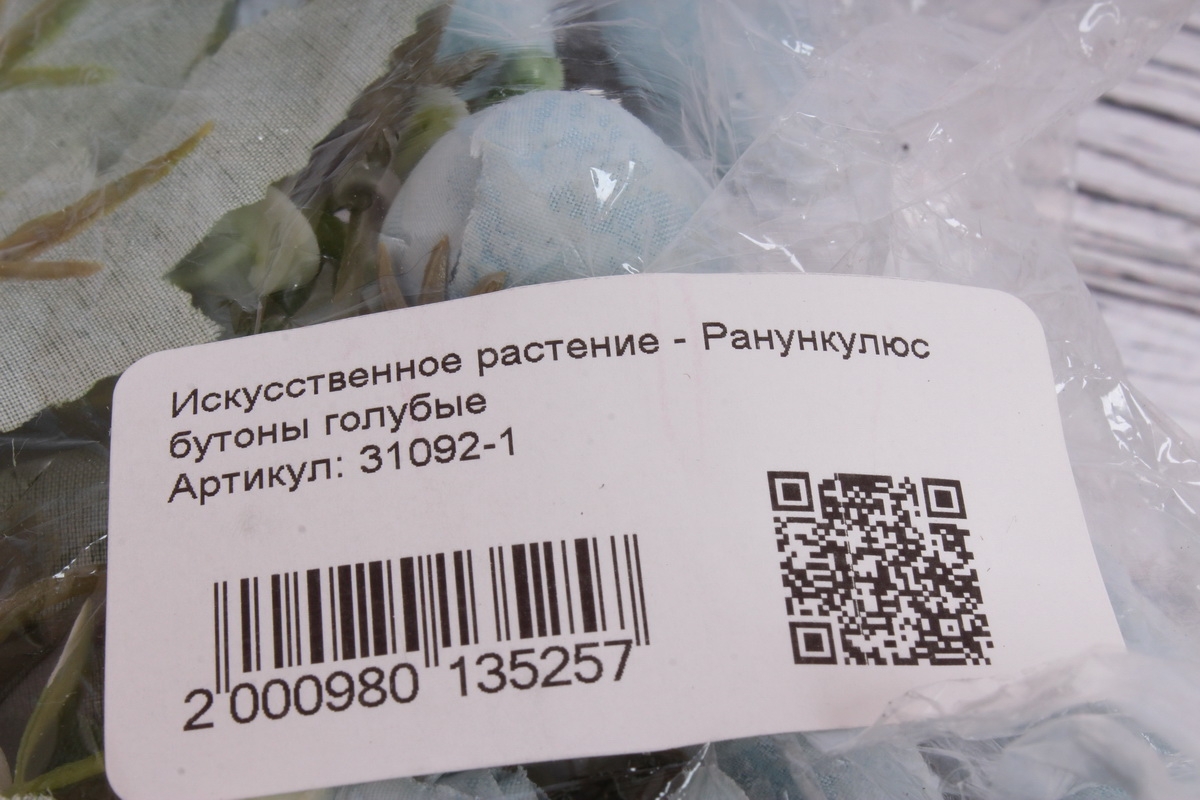 Искусственное растение - Ранункулюс
бутоны голубые
Артикул: 31092-1
2 000980 135257